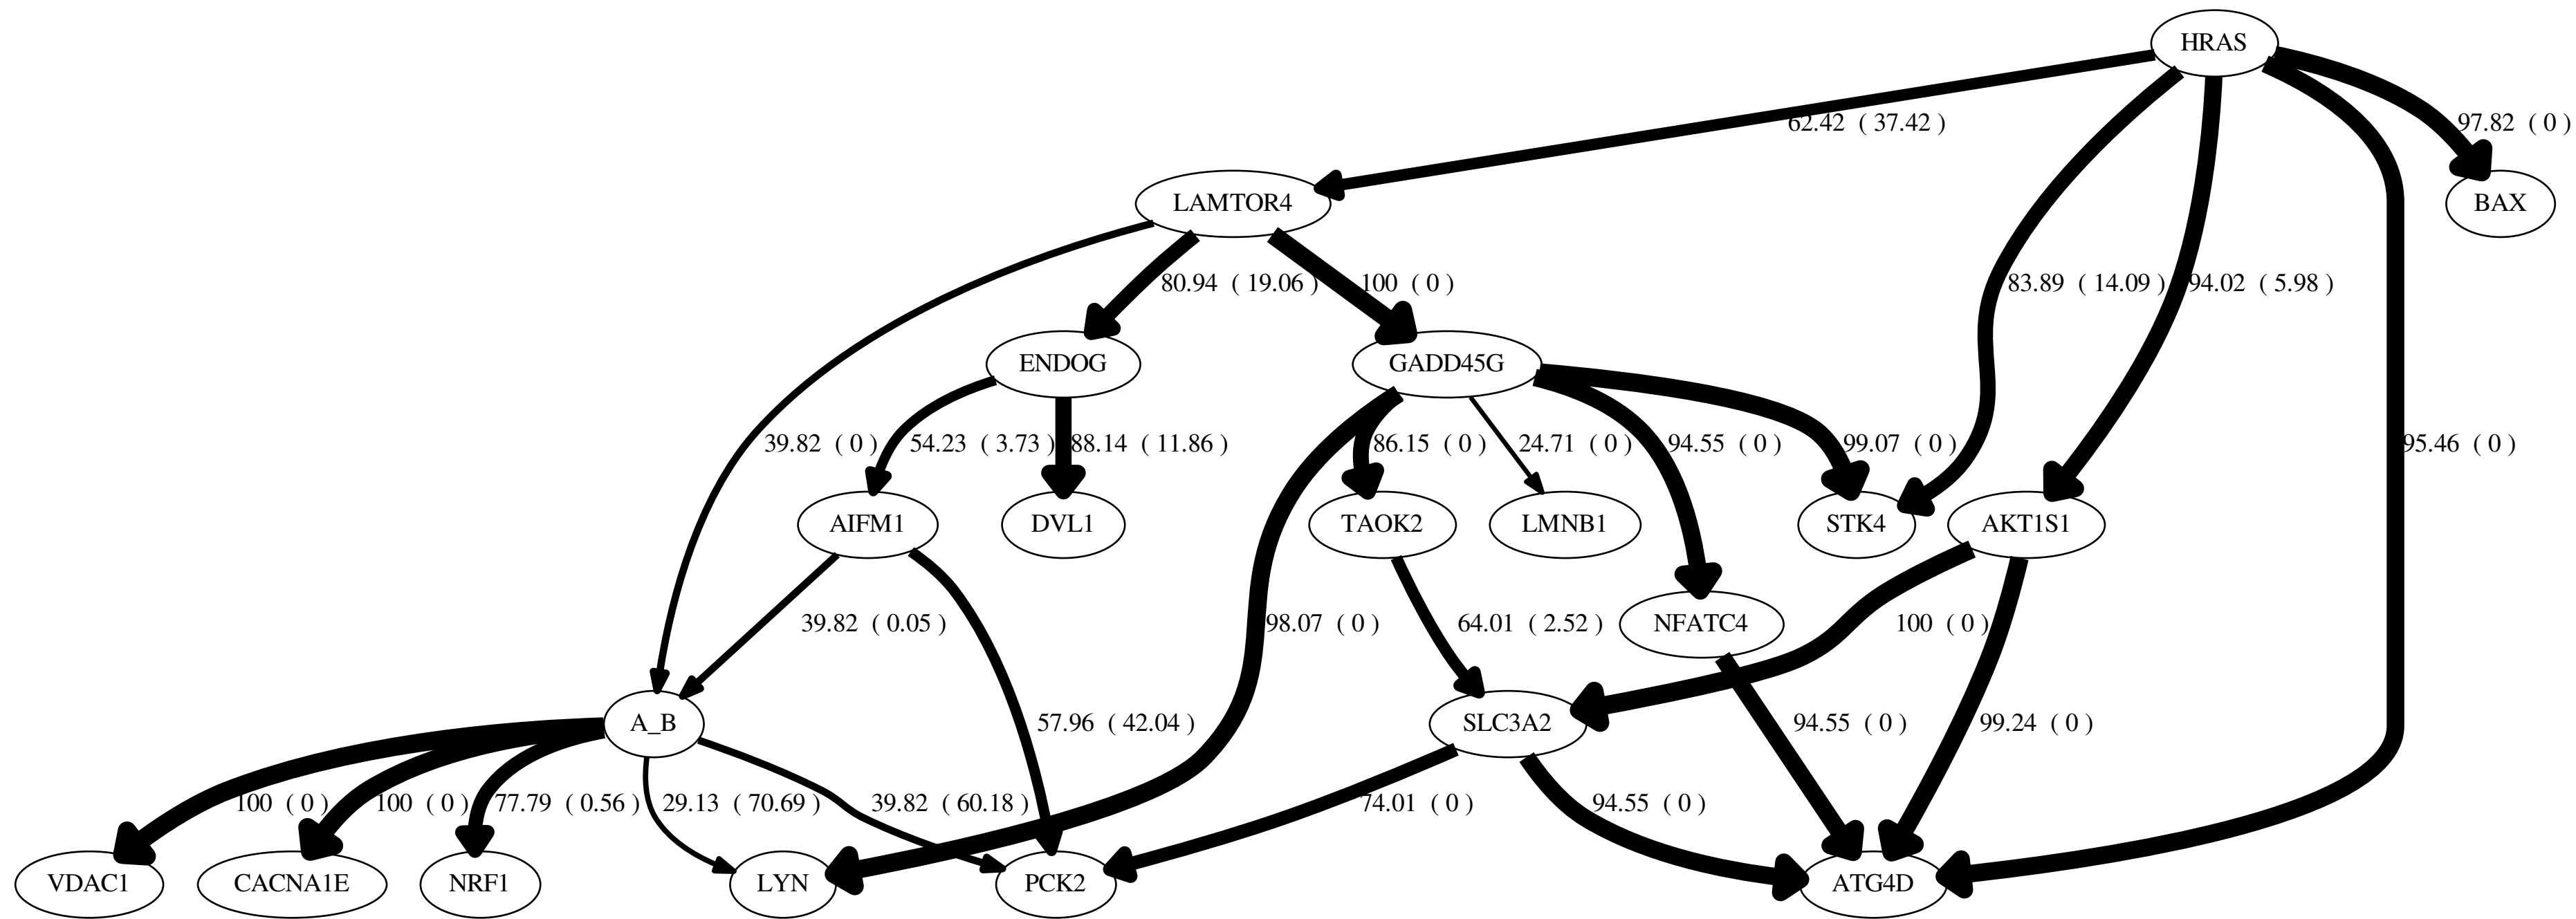 HRAS
62.42 ( 37.42 )
97.82 ( 0 )
LAMTOR4
BAX
80.94 ( 19.06 )
100 ( 0 )
83.89 ( 14.09 )
94.02 ( 5.98 )
ENDOG
GADD45G
39.82 ( 0 )
54.23 ( 3.73 )
88.14 ( 11.86 )
86.15 ( 0 )
24.71 ( 0 )
94.55 ( 0 )
99.07 ( 0 )
95.46 ( 0 )
AIFM1
DVL1
TAOK2
LMNB1
STK4
AKT1S1
39.82 ( 0.05 )
98.07 ( 0 )
64.01 ( 2.52 )
NFATC4
100 ( 0 )
A_B
57.96 ( 42.04 )
SLC3A2
94.55 ( 0 )
99.24 ( 0 )
100 ( 0 )
100 ( 0 )
77.79 ( 0.56 )
29.13 ( 70.69 )
39.82 ( 60.18 )
74.01 ( 0 )
94.55 ( 0 )
VDAC1
CACNA1E
NRF1
LYN
PCK2
ATG4D